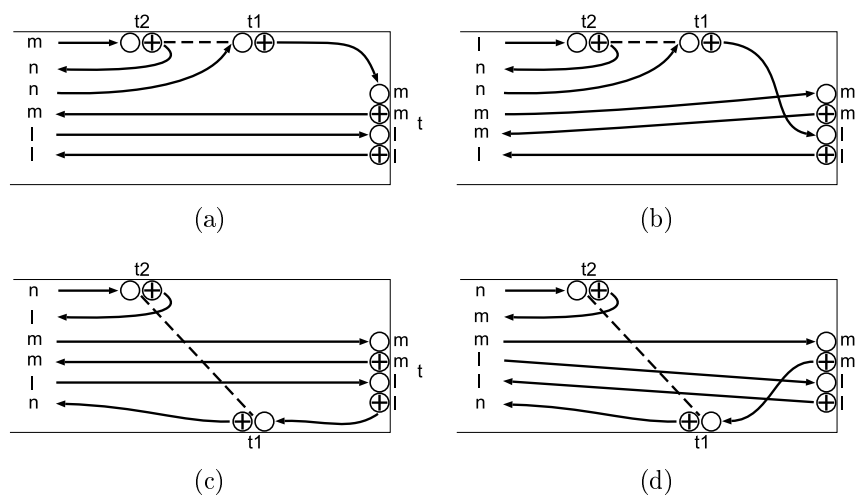 t2 t1 t2 t1
m l
n n
n m n m
m m t m m
l l m l
l l l l
(a) (b)
t2 t2
n n
l m
m m m m
m m t l m
l l l l
n l n l
t1 t1
(c) (d)